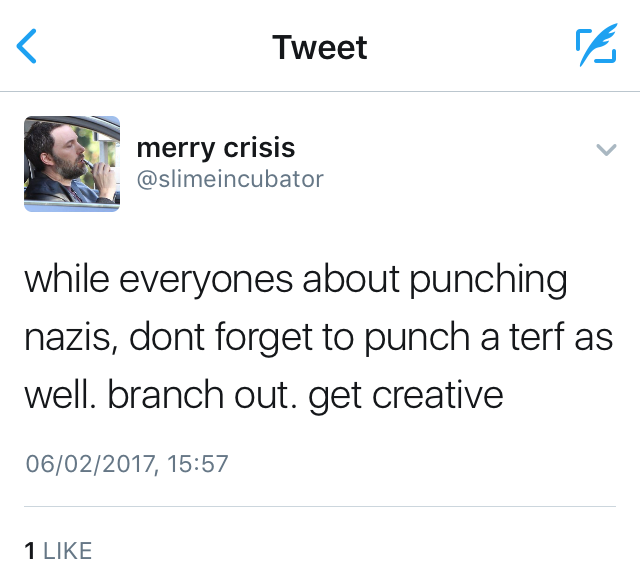 Tweet
merry crisis
@slimeincubator
while everyones about punching
nazis, dont forget to punch a terf as
well. branch out. get creative
06/02/2017, 15:57
1 LIKE